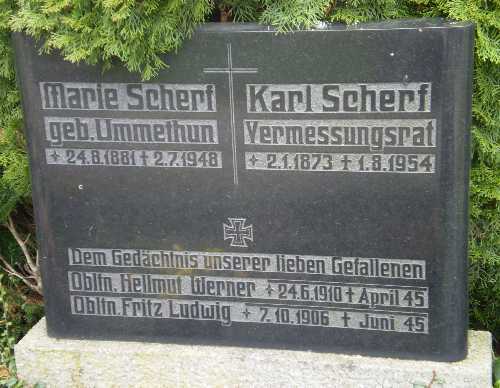 Marie Scherf
geb. Ummethun
* 24.8.1881 † 2.7.1948
Karl Scherf
Vermessungsrat
* 2.1.1873 † 1.8.1954
Dem Gedächtnis unserer lieben Gefallenen
Obltn. Hellmut Werner * 24.6.1910 † April 45
Obltn. Fritz Ludwig * 7.10.1906 † Juni 45